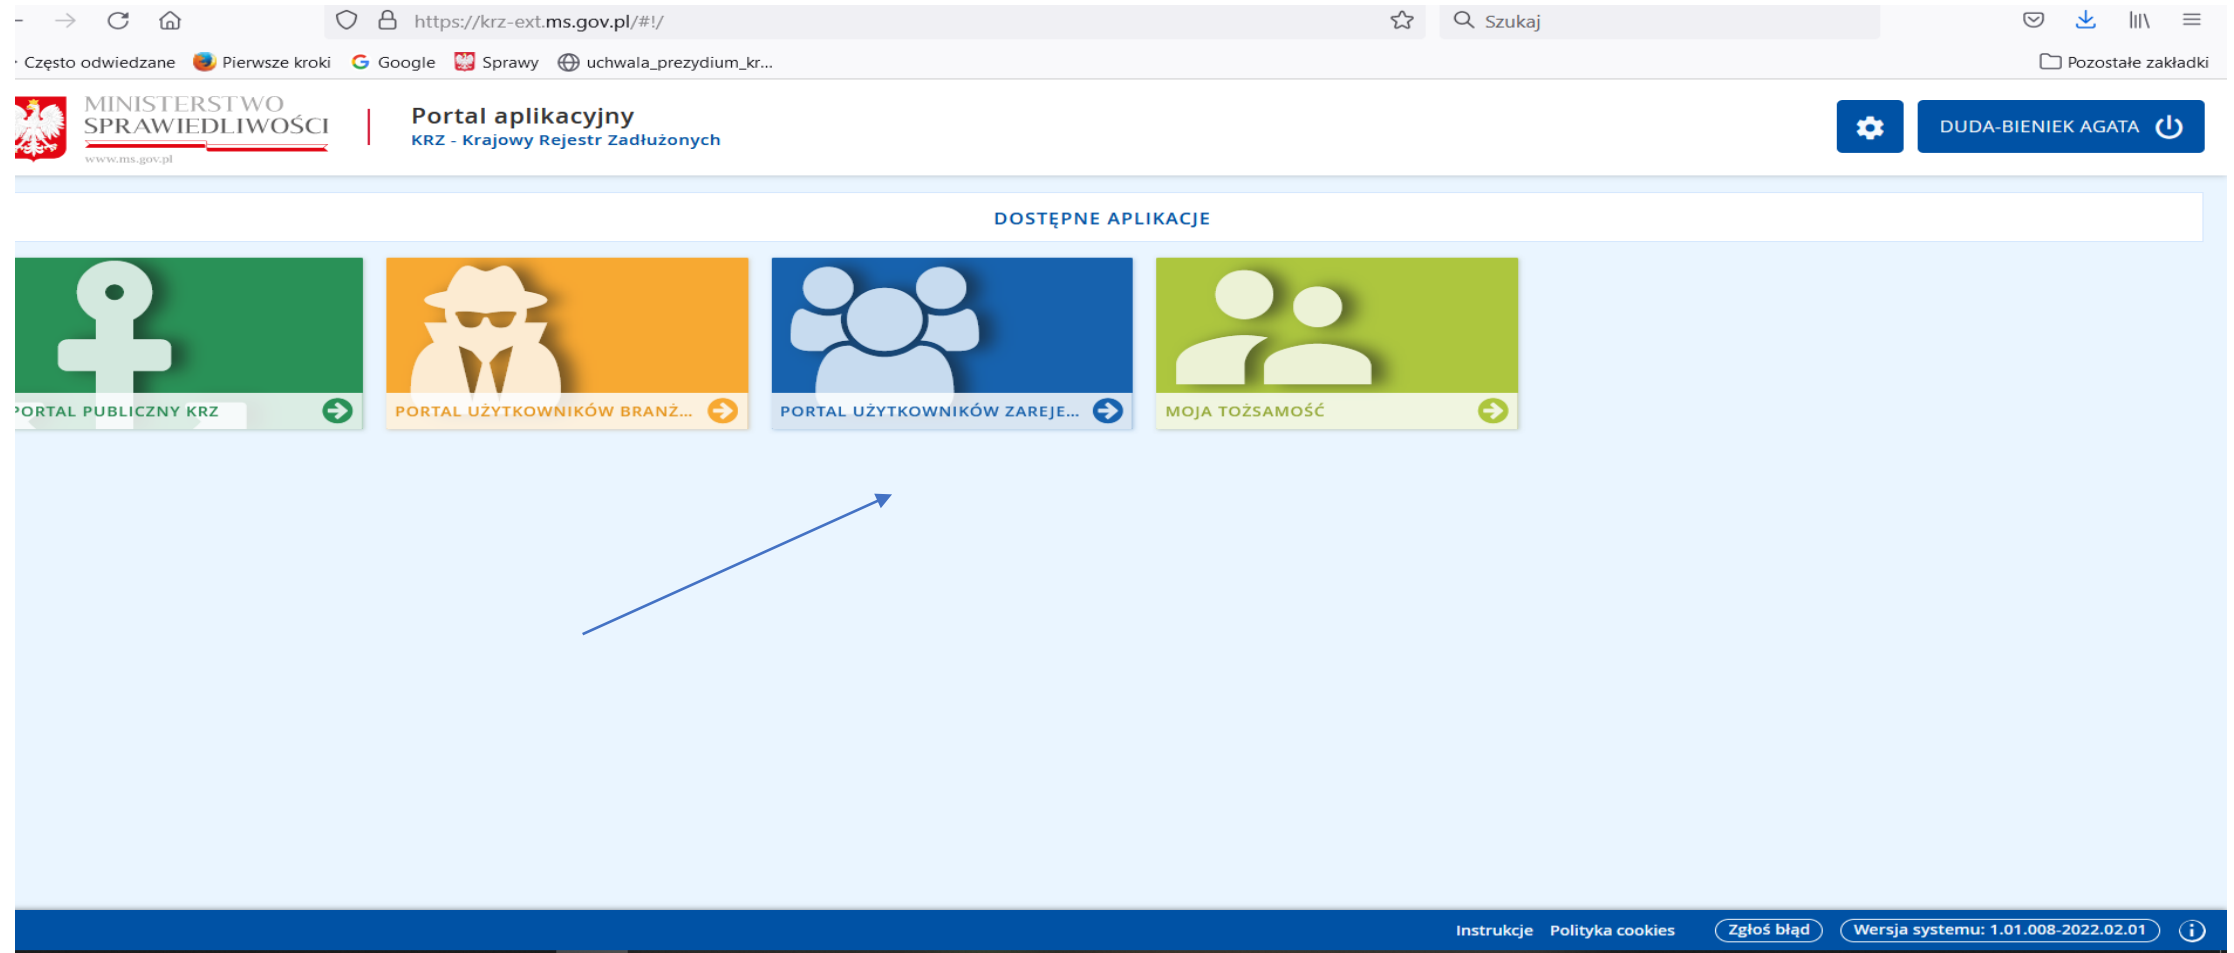 https://krz-ext.ms.gov.pl/#!/
Szukaj
Często odwiedzane
Pierwsze kroki
Google
Sprawy
uchwala_prezydium_kr...
Pozostałe zakładki
MINISTERSTWO
SPRAWIEDLIWOŚCI
www.ms.gov.pl
Portal aplikacyjny
KRZ - Krajowy Rejestr Zadłużonych
DUDA-BIENIEK AGATA
DOSTĘPNE APLIKACJE
PORTAL PUBLICZNY KRZ
PORTAL UŻYTKOWNIKÓW BRANŻ...
PORTAL UŻYTKOWNIKÓW ZAREJE...
MOJA TOŻSAMOŚĆ
Instrukcje
Polityka cookies
Zgłoś błąd
Wersja systemu: 1.01.008-2022.02.01